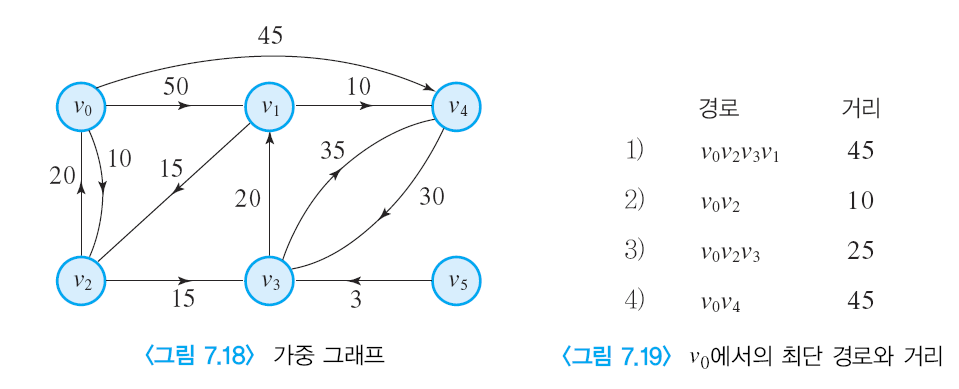 45
50
10
v₀
v₁
v₄
10
15
35
20
20
30
v₂
v₃
v₅
15
3
〈그림 7.18〉 가중 그래프
경로 거리
1) v₀v₂v₃v₁ 45
2) v₀v₂ 10
3) v₀v₂v₃ 25
4) v₀v₄ 45
〈그림 7.19〉 v₀에서의 최단 경로와 거리